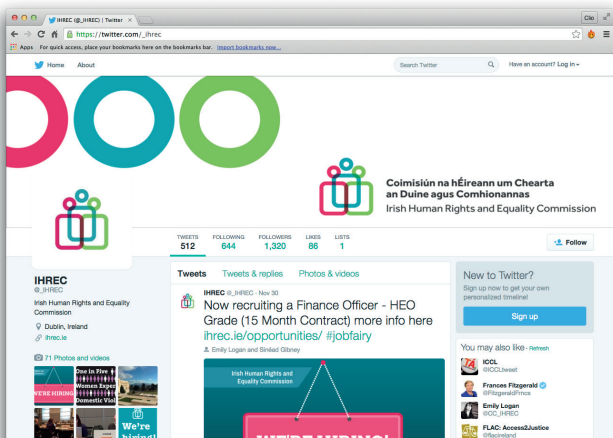 IHREC (@_IHREC) | Twitter
Clio
https://twitter.com/_ihrec
Apps For quick access, place your bookmarks here on the bookmarks bar. Import bookmarks now...
Home About
Search Twitter
Have an account? Log in
Coimisiún na hÉireann um Chearta
an Duine agus Comhionannas
Irish Human Rights and Equality Commission
TWEETS FOLLOWING FOLLOWERS LIKES LISTS
512 644 1,320 86 1
Follow
IHREC
@_IHREC
Irish Human Rights and Equality
Commission
Dublin, Ireland
ihrec.ie
71 Photos and videos
WE'RE HIRING
One in Five
Women Exper
Domestic Viol
We're
hiring!
Tweets Tweets & replies Photos & videos
IHREC @_IHREC · Nov 30
Now recruiting a Finance Officer - HEO
Grade (15 Month Contract) more info here
ihrec.ie/opportunities/ #jobfairy
Emily Logan and Sinéad Gibney
Irish Human Rights and
Equality Commission
WE'RE HIRING!
New to Twitter?
Sign up now to get your own
personalized timeline!
Sign up
You may also like · Refresh
ICCL
@ICCLtweet
Frances Fitzgerald
@FitzgeraldFrncs
Emily Logan
@CC_IHREC
FLAC: Access2Justice
@flacireland